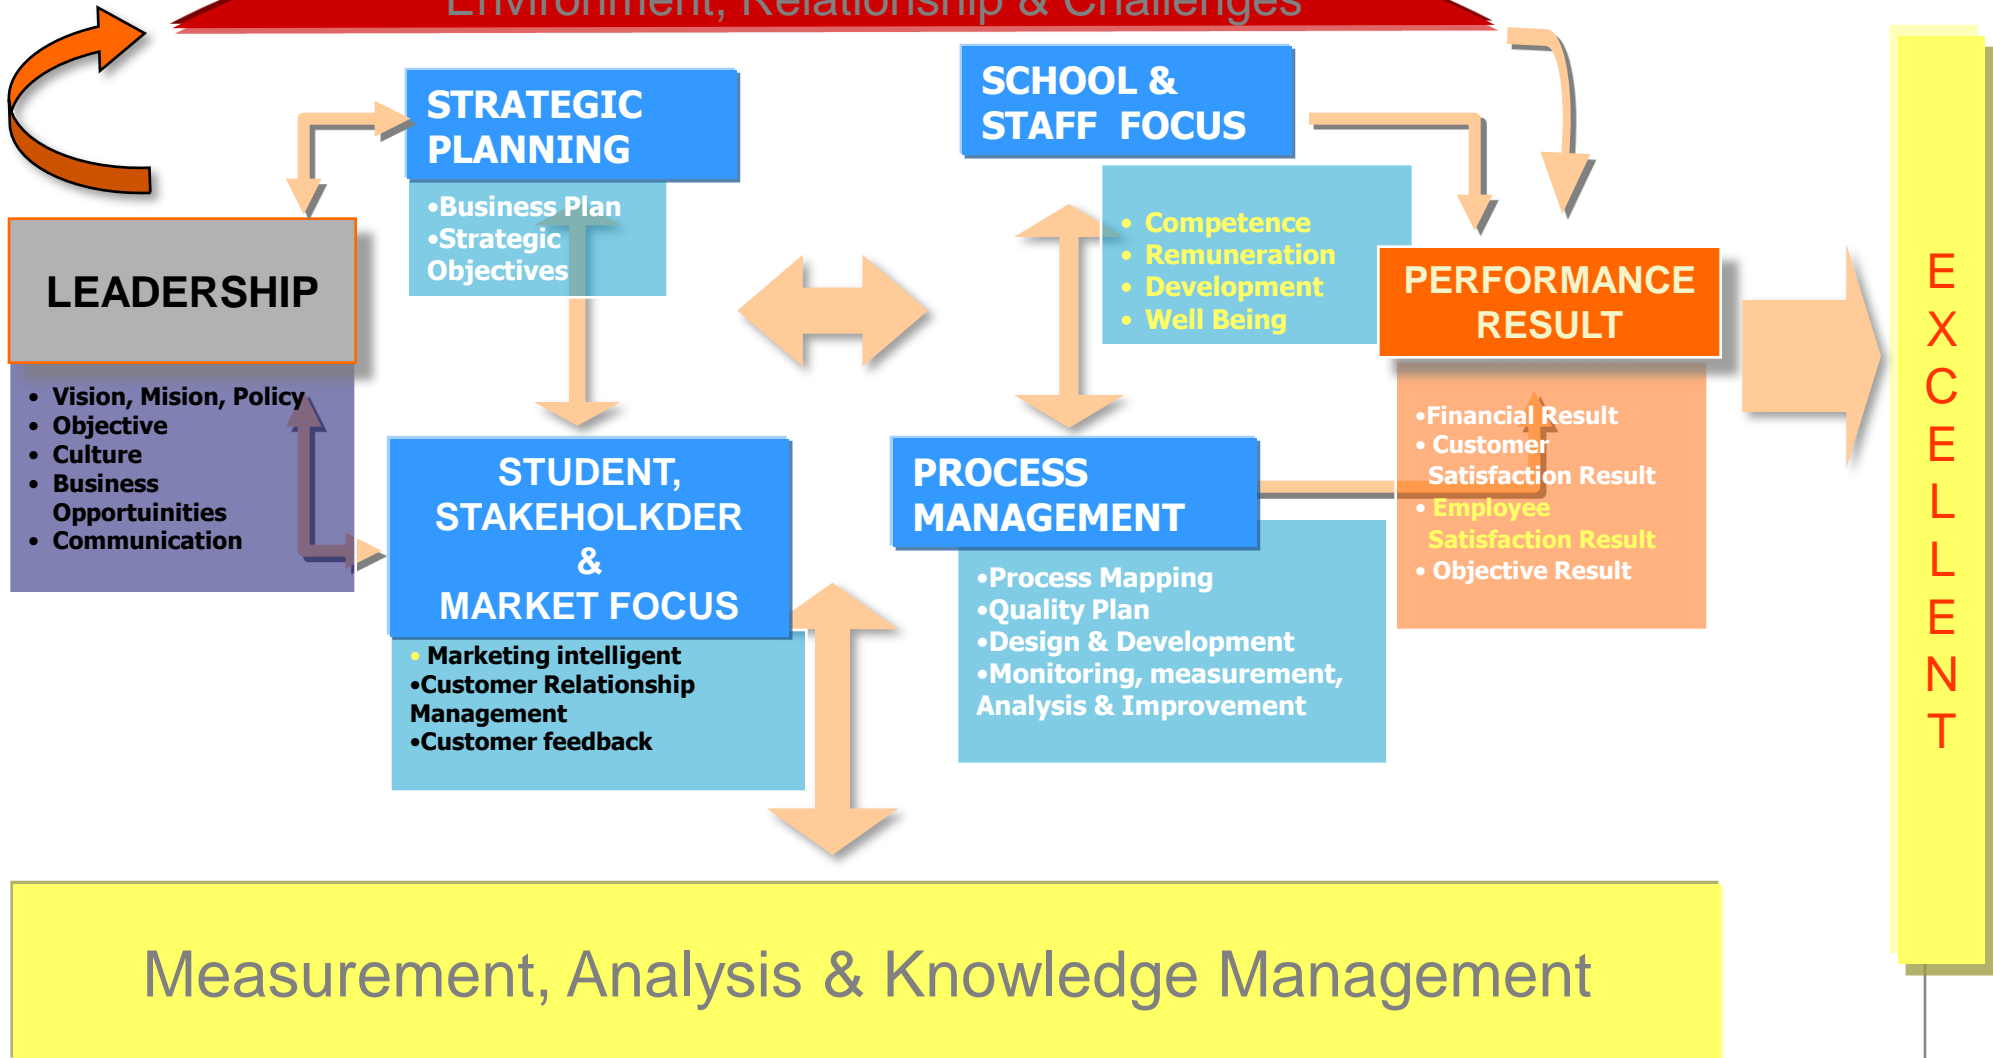 Environment, Relationship & Challenges
STRATEGIC
PLANNING
•Business Plan
•Strategic
Objectives
SCHOOL &
STAFF FOCUS
• Competence
• Remuneration
• Development
• Well Being
LEADERSHIP
• Vision, Mision, Policy
• Objective
• Culture
• Business
Opportuinities
• Communication
PERFORMANCE
RESULT
•Financial Result
• Customer
Satisfaction Result
• Employee
Satisfaction Result
• Objective Result
STUDENT,
STAKEHOLKDER
&
MARKET FOCUS
• Marketing intelligent
•Customer Relationship
Management
•Customer feedback
PROCESS
MANAGEMENT
•Process Mapping
•Quality Plan
•Design & Development
•Monitoring, measurement,
Analysis & Improvement
E
X
C
E
L
L
E
N
T
Measurement, Analysis & Knowledge Management